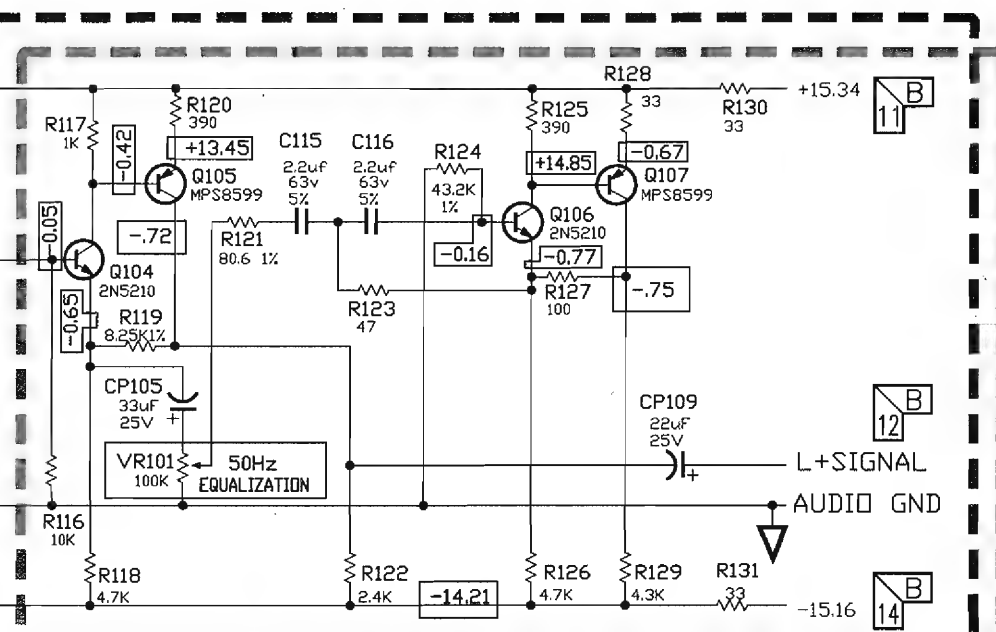 R117
1K
-0.42
R120
390
+13.45
Q105
MPS8599
C115
2.2uf
63v
5%
C116
2.2uf
63v
5%
R124
43.2K
1%
R125
390
+14.85
R128
33
-0.67
Q107
MPS8599
R130
33
+15.34
B
11
-0.05
Q104
2N5210
-.72
R121
80.6 1%
-0.16
Q106
2N5210
-0.77
R127
100
-.75
-0.65
R119
8.25K1%
R123
47
CP105
33uF
25V
+
VR101
100K
50Hz
EQUALIZATION
CP109
22uF
25V
+
B
12
L+SIGNAL
AUDIO GND
R116
10K
R118
4.7K
R122
2.4K
-14.21
R126
4.7K
R129
4.3K
R131
33
-15.16
B
14